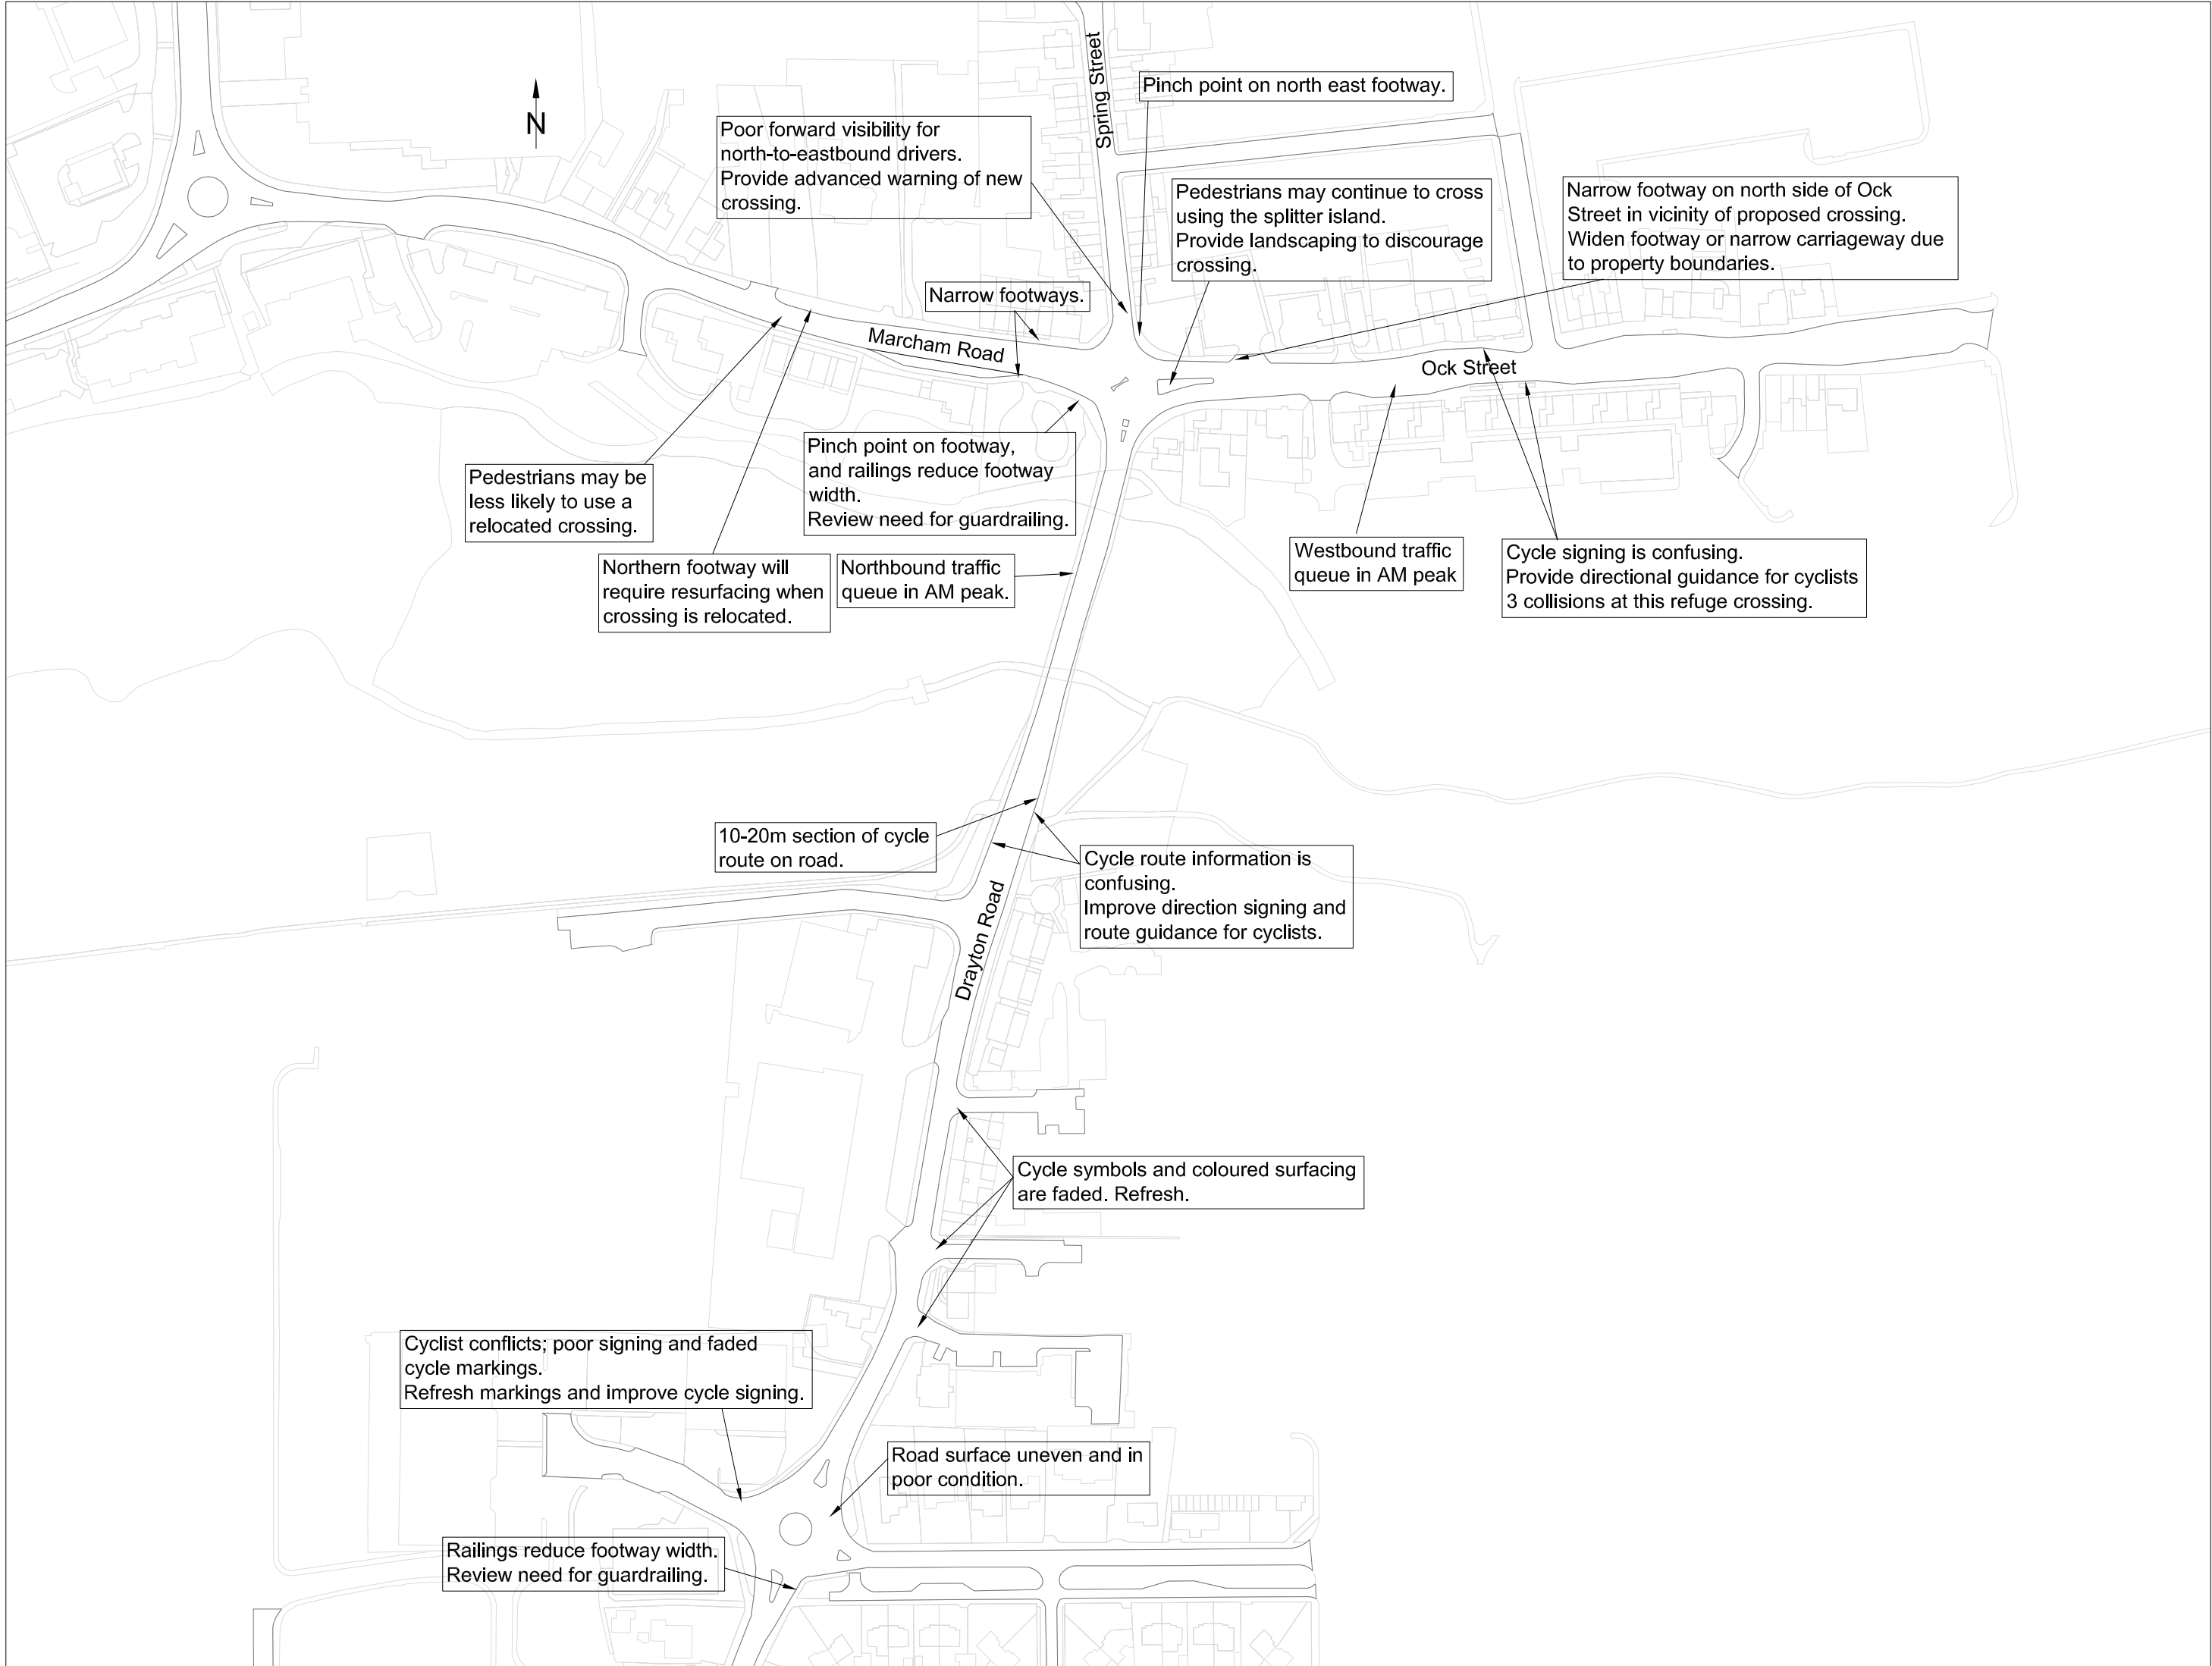 Spring Street
Pinch point on north east footway.
N
Poor forward visibility for
north-to-eastbound drivers.
Provide advanced warning of new
crossing.
Pedestrians may continue to cross
using the splitter island.
Provide landscaping to discourage
crossing.
Narrow footway on north side of Ock
Street in vicinity of proposed crossing.
Widen footway or narrow carriageway due
to property boundaries.
Narrow footways.
Marcham Road
Ock Street
Pinch point on footway,
and railings reduce footway
width.
Review need for guardrailing.
Pedestrians may be
less likely to use a
relocated crossing.
Northern footway will
require resurfacing when
crossing is relocated.
Northbound traffic
queue in AM peak.
Westbound traffic
queue in AM peak
Cycle signing is confusing.
Provide directional guidance for cyclists
3 collisions at this refuge crossing.
10-20m section of cycle
route on road.
Cycle route information is
confusing.
Improve direction signing and
route guidance for cyclists.
Drayton Road
Cycle symbols and coloured surfacing
are faded. Refresh.
Cyclist conflicts; poor signing and faded
cycle markings.
Refresh markings and improve cycle signing.
Road surface uneven and in
poor condition.
Railings reduce footway width.
Review need for guardrailing.